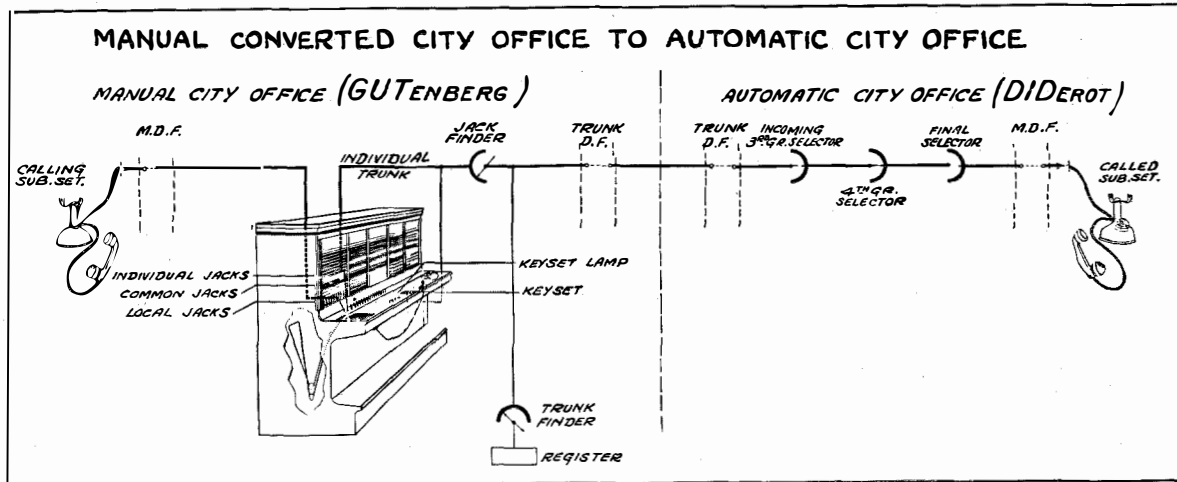 MANUAL CONVERTED CITY OFFICE TO AUTOMATIC CITY OFFICE
MANUAL CITY OFFICE (GUTENBERG)
AUTOMATIC CITY OFFICE (DIDEROT)
M.D.F.
CALLING
SUB.SET.
INDIVIDUAL
TRUNK
JACK
FINDER
TRUNK
D.F.
TRUNK
D.F.
INCOMING
3RD GR. SELECTOR
4TH GR.
SELECTOR
FINAL
SELECTOR
M.D.F.
CALLED
SUB.SET.
INDIVIDUAL JACKS
COMMON JACKS
LOCAL JACKS
KEYSET LAMP
KEYSET
TRUNK
FINDER
REGISTER